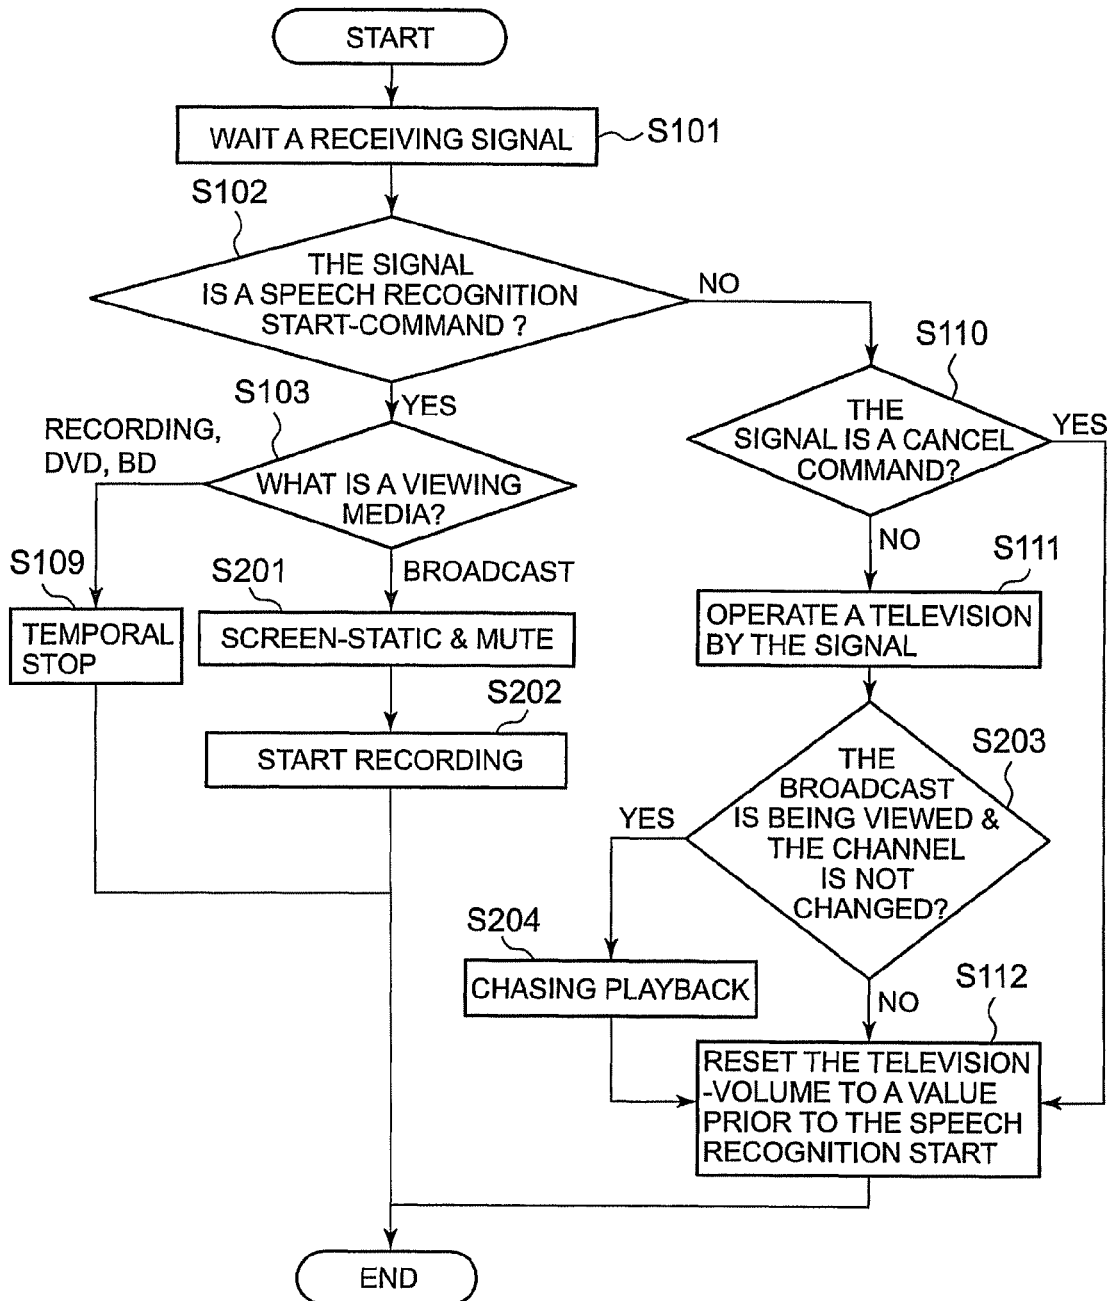 START
WAIT A RECEIVING SIGNAL
S101
S102
THE SIGNAL
IS A SPEECH RECOGNITION
START-COMMAND ?
NO
YES
S103
RECORDING,
DVD, BD
WHAT IS A VIEWING
MEDIA?
S110
THE
SIGNAL IS A CANCEL
COMMAND?
YES
NO
S109
TEMPORAL
STOP
BROADCAST
S201
SCREEN-STATIC & MUTE
S202
START RECORDING
S111
OPERATE A TELEVISION
BY THE SIGNAL
S203
THE
BROADCAST
IS BEING VIEWED &
THE CHANNEL
IS NOT
CHANGED?
YES
S204
CHASING PLAYBACK
NO
S112
RESET THE TELEVISION
-VOLUME TO A VALUE
PRIOR TO THE SPEECH
RECOGNITION START
END